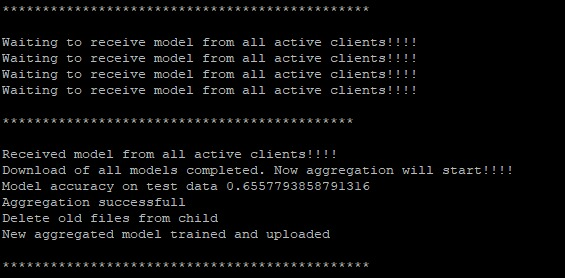 **********************************************
Waiting to receive model from all active clients!!!!
Waiting to receive model from all active clients!!!!
Waiting to receive model from all active clients!!!!
Waiting to receive model from all active clients!!!!
********************************************
Received model from all active clients!!!!
Download of all models completed. Now aggregation will start!!!!
Model accuracy on test data 0.6557793858791316
Aggregation successfull
Delete old files from child
New aggregated model trained and uploaded
**********************************************